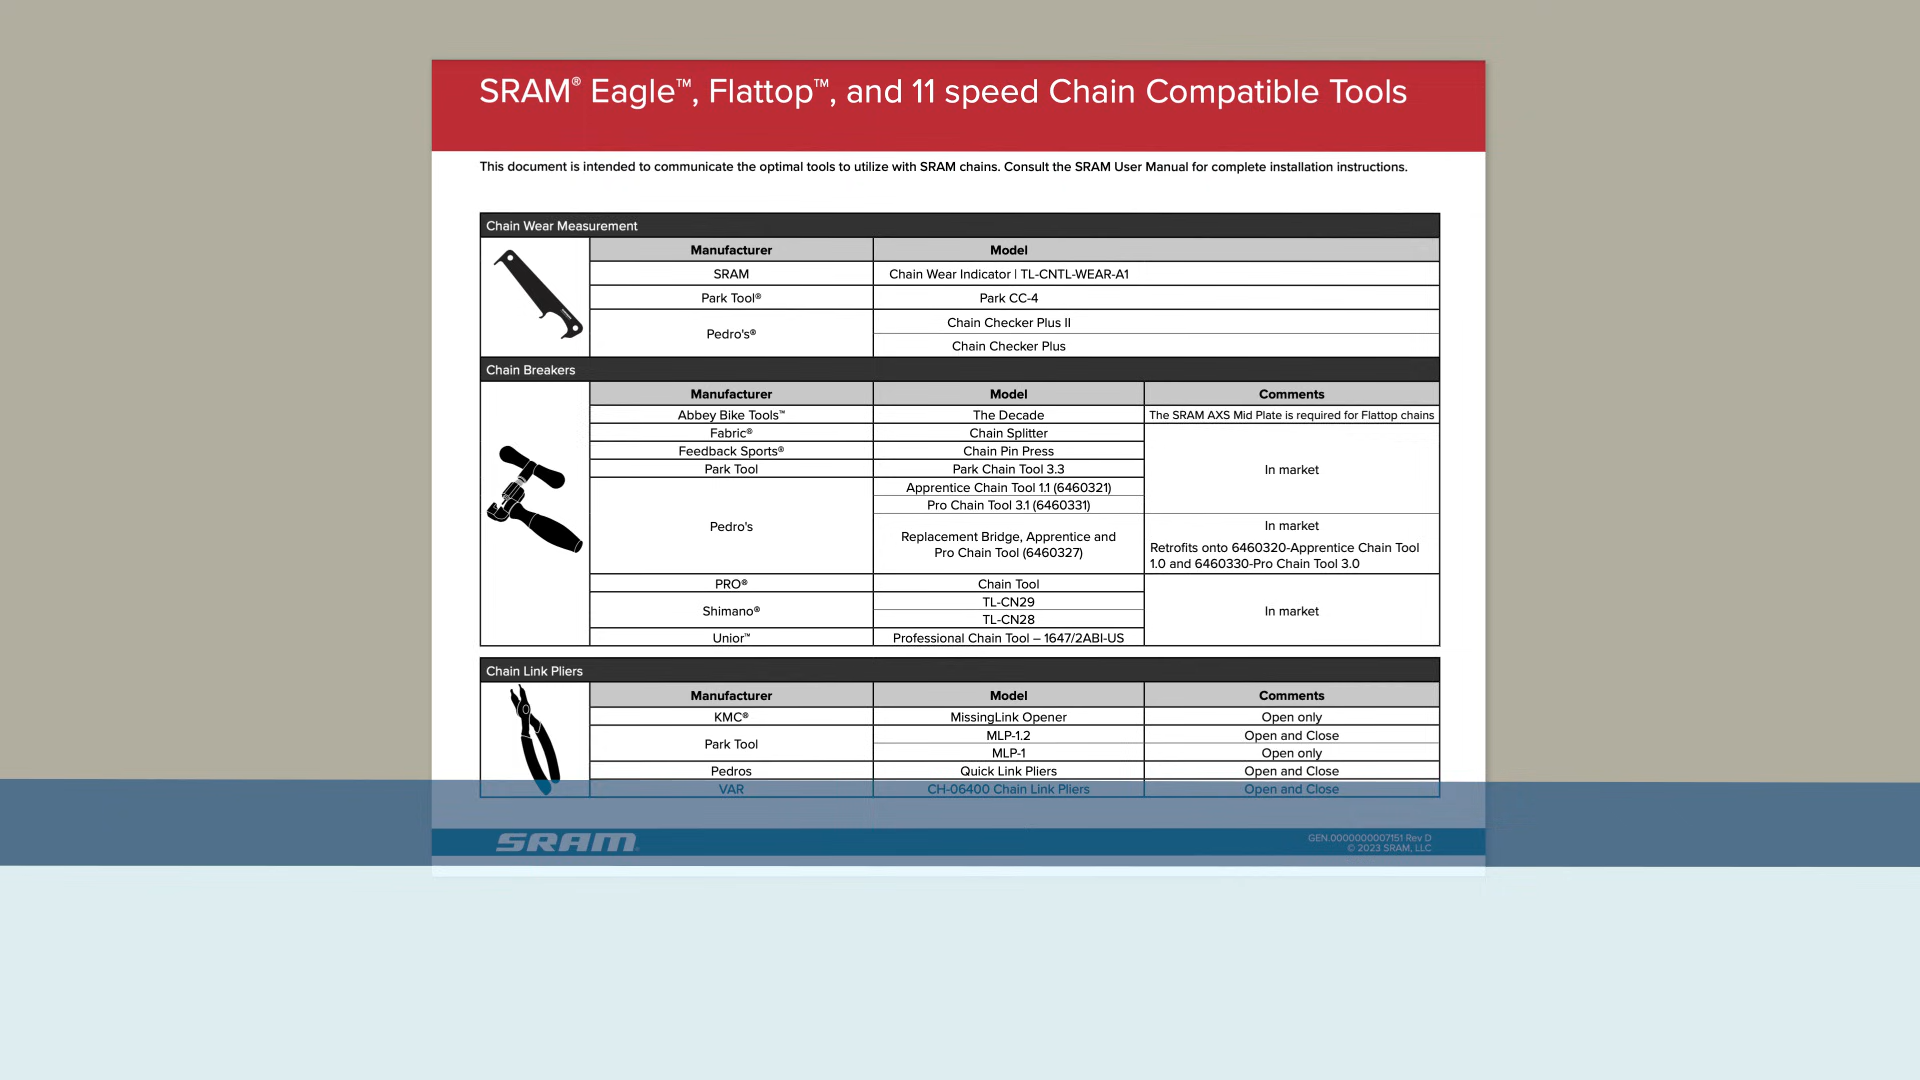 SRAM® Eagle™, Flattop™, and 11 speed Chain Compatible Tools
This document is intended to communicate the optimal tools to utilize with SRAM chains. Consult the SRAM User Manual for complete installation instructions.
Chain Wear Measurement
Manufacturer Model
SRAM Chain Wear Indicator | TL-CNTL-WEAR-A1
Park Tool® Park CC-4
Pedro's® Chain Checker Plus II
Chain Checker Plus
Chain Breakers
Manufacturer Model Comments
Abbey Bike Tools™ The Decade The SRAM AXS Mid Plate is required for Flattop chains
Fabric® Chain Splitter
Feedback Sports® Chain Pin Press
Park Tool Park Chain Tool 3.3 In market
Apprentice Chain Tool 1.1 (6460321)
Pro Chain Tool 3.1 (6460331)
Pedro's Replacement Bridge, Apprentice and
Pro Chain Tool (6460327)
In market
Retrofits onto 6460320-Apprentice Chain Tool
1.0 and 6460330-Pro Chain Tool 3.0
PRO® Chain Tool
Shimano® TL-CN29 In market
TL-CN28
Unior™ Professional Chain Tool – 1647/2ABI-US
Chain Link Pliers
Manufacturer Model Comments
KMC® MissingLink Opener Open only
Park Tool MLP-1.2 Open and Close
MLP-1 Open only
Pedros Quick Link Pliers Open and Close
VAR CH-06400 Chain Link Pliers Open and Close
SRAM
GEN.0000000007151 Rev D
© 2023 SRAM, LLC